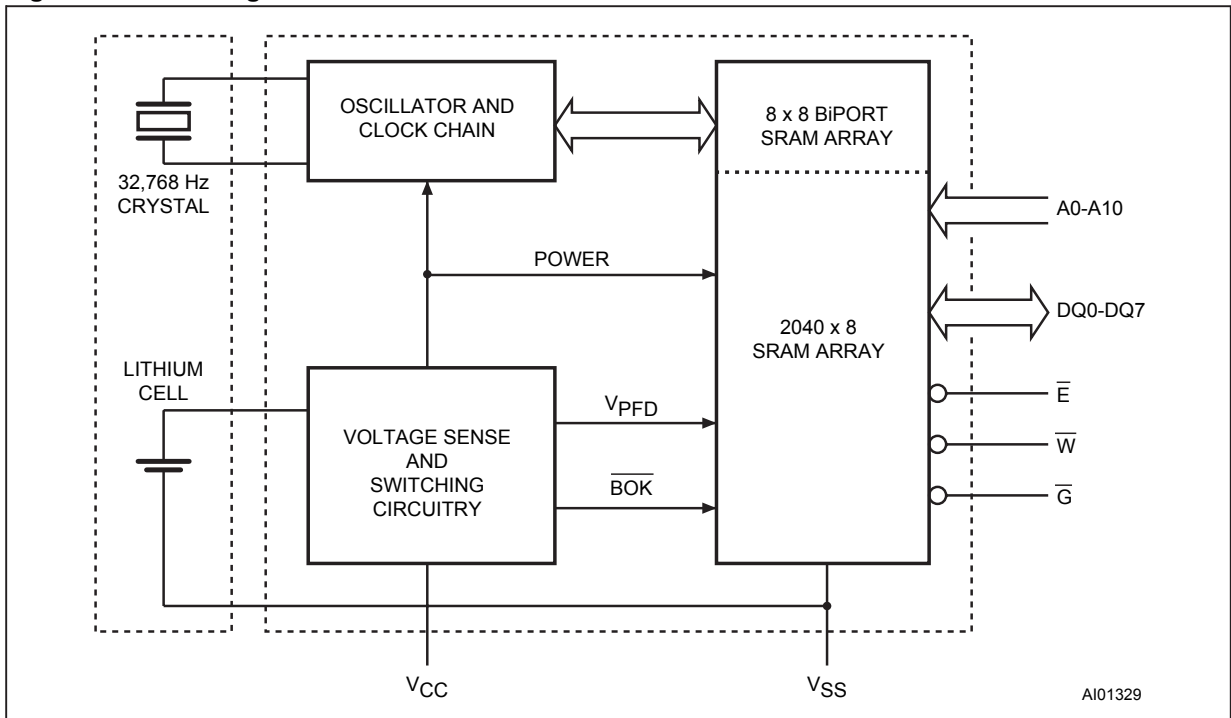 OSCILLATOR AND
CLOCK CHAIN
8 x 8 BiPORT
SRAM ARRAY
32,768 Hz
CRYSTAL
A0-A10
POWER
DQ0-DQ7
2040 x 8
SRAM ARRAY
LITHIUM
CELL
VOLTAGE SENSE
AND
SWITCHING
CIRCUITRY
VPFD
B̅O̅K̅
E̅
W̅
G̅
VCC
VSS
AI01329